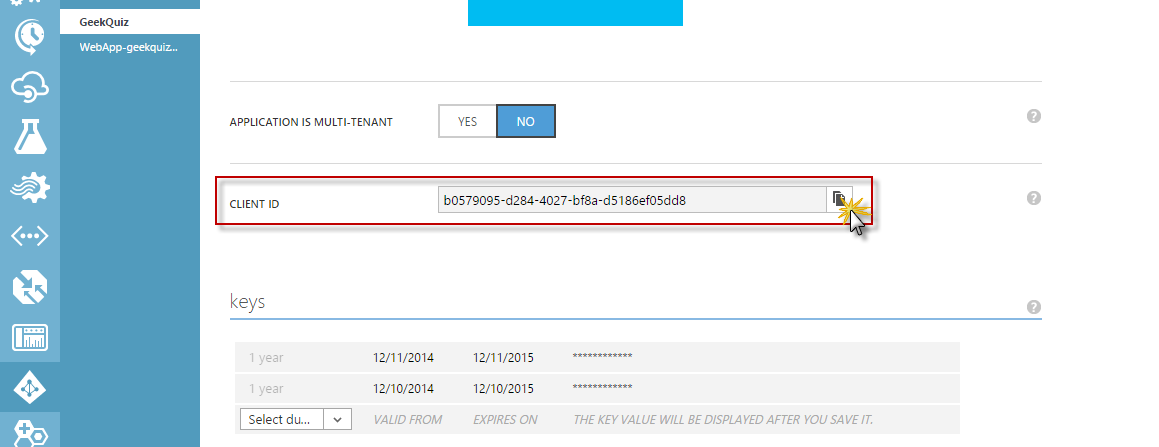 GeekQuiz
WebApp-geekquiz...
APPLICATION IS MULTI-TENANT YES NO
CLIENT ID b0579095-d284-4027-bf8a-d5186ef05dd8
keys
1 year 12/11/2014 12/11/2015 ************
1 year 12/10/2014 12/10/2015 ************
Select du... VALID FROM EXPIRES ON THE KEY VALUE WILL BE DISPLAYED AFTER YOU SAVE IT.